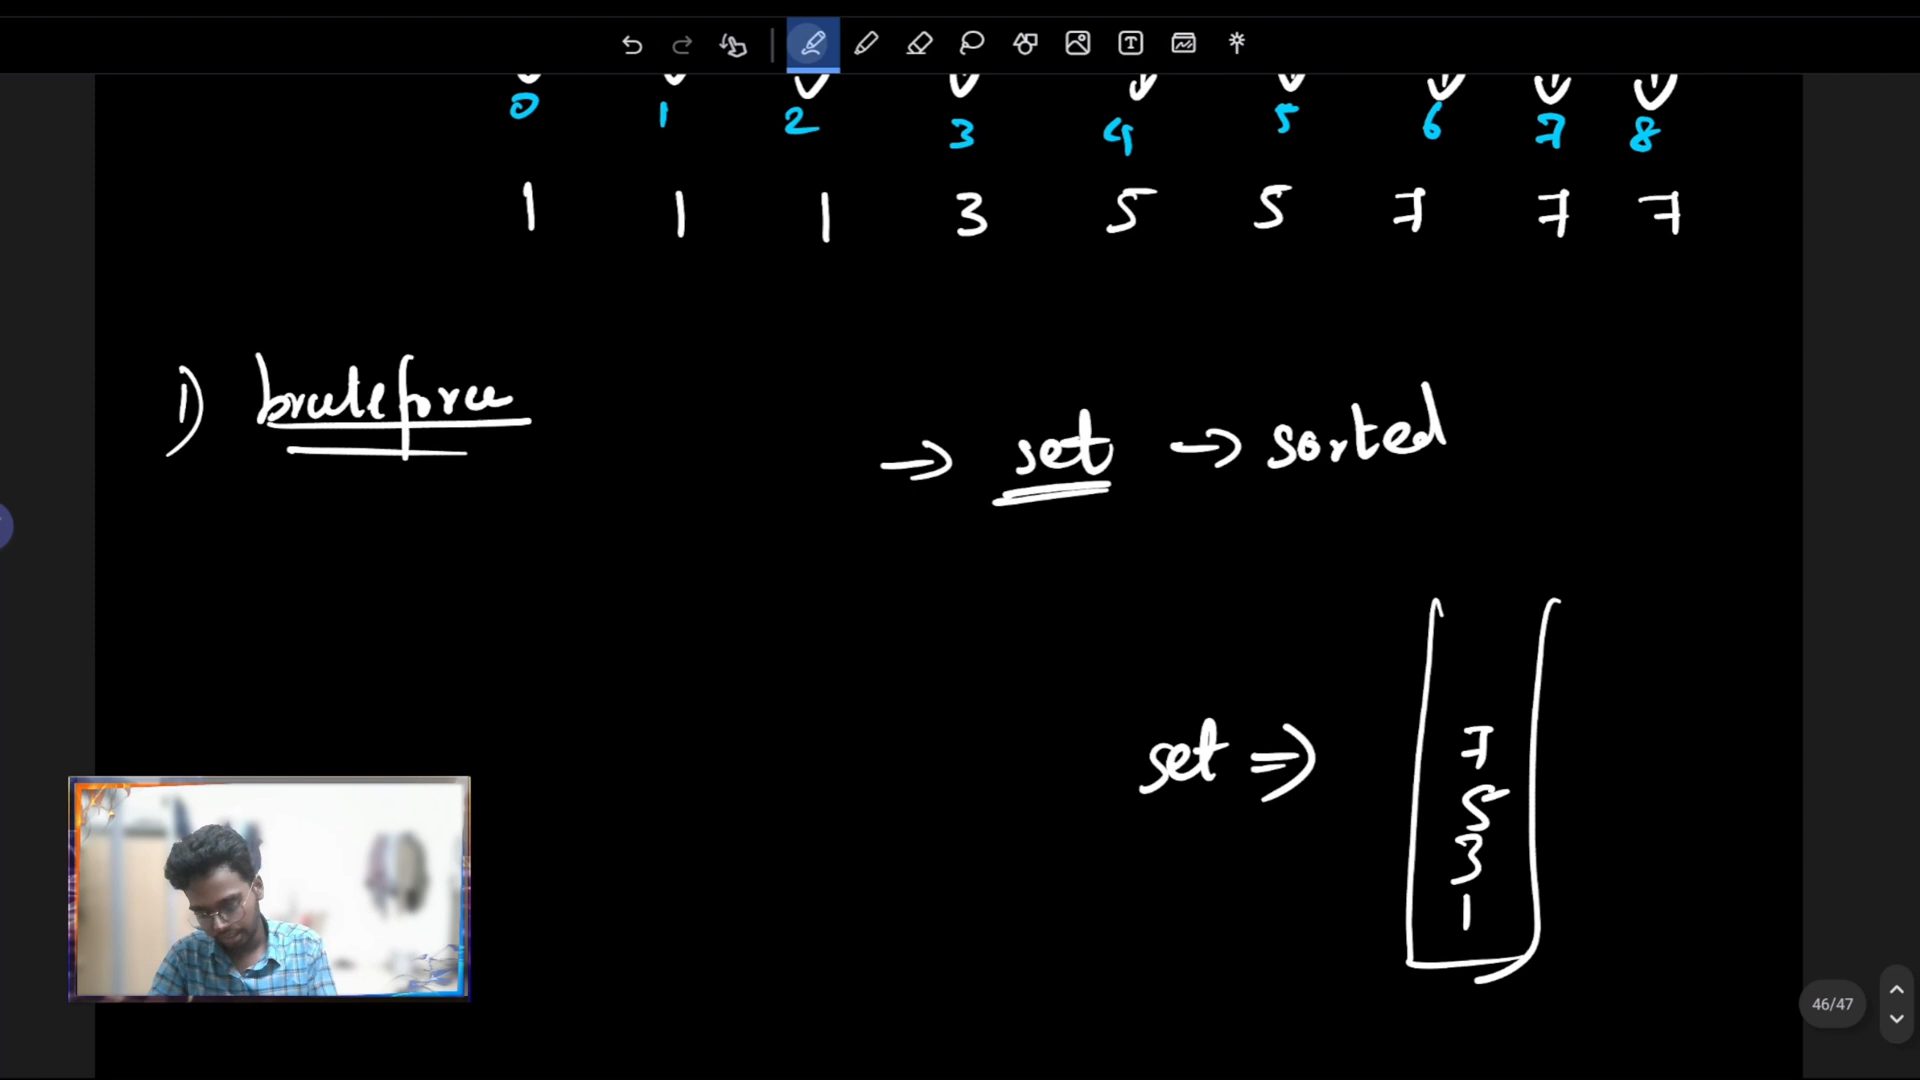 0 1 2 3 4 5 6 7 8
1 1 1 3 5 5 7 7 7
1) bruteforce
→ set → sorted
set ⇒
7
5
3
1
46/47